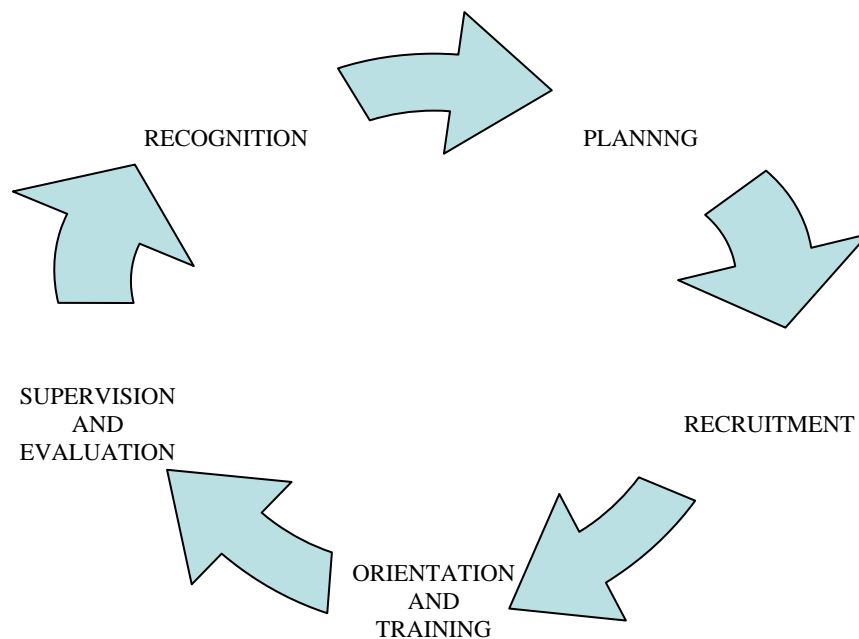 RECOGNITION
PLANNNG
RECRUITMENT
ORIENTATION
AND
TRAINING
SUPERVISION
AND
EVALUATION